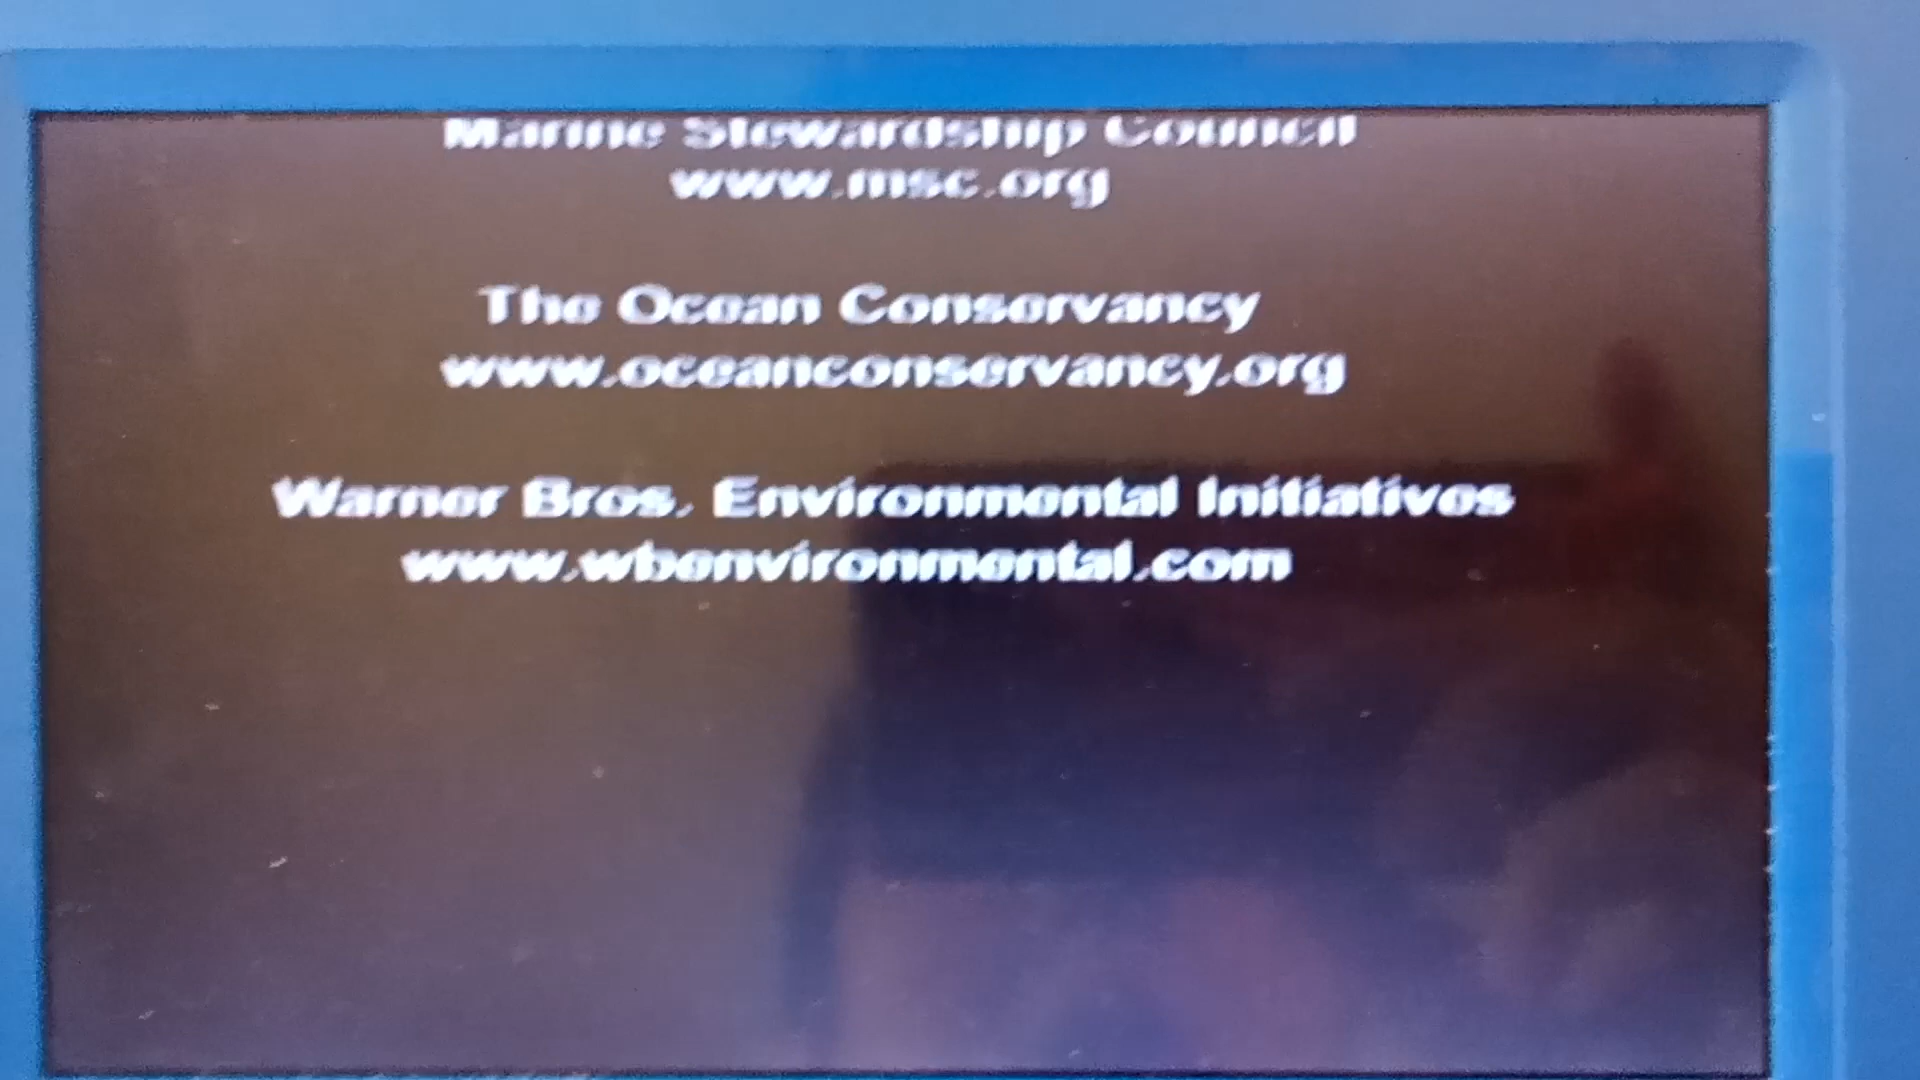 Marine Stewardship Council
www.msc.org
The Ocean Conservancy
www.oceanconservancy.org
Warner Bros. Environmental Initiatives
www.wbenvironmental.com